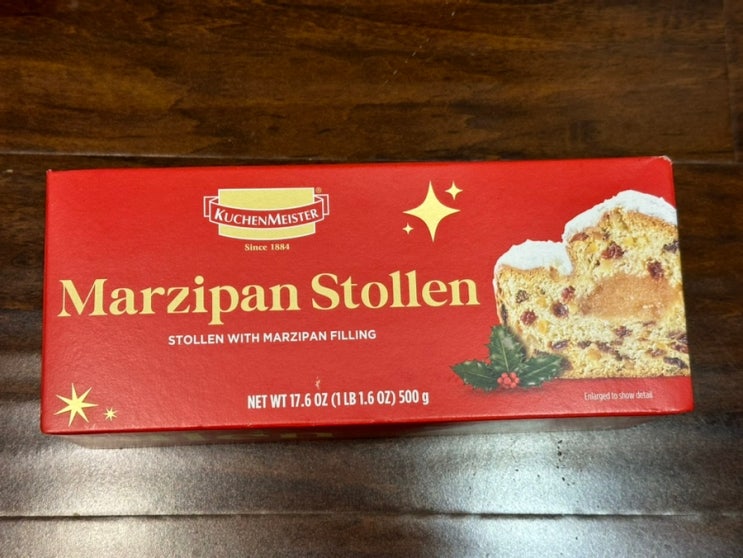 KUCHENMEISTER®
Since 1884
Marzipan Stollen
STOLLEN WITH MARZIPAN FILLING
NET WT 17.6 OZ (1 LB 1.6 OZ) 500 g
Enlarged to show detail